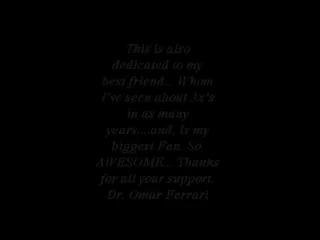 This is also
dedicated to my
best friend... Whom
I've seen about 3x's
in as many
years....and, is my
biggest Fan. So
AWESOME... Thanks
for all your support.
Dr. Omar Ferrari